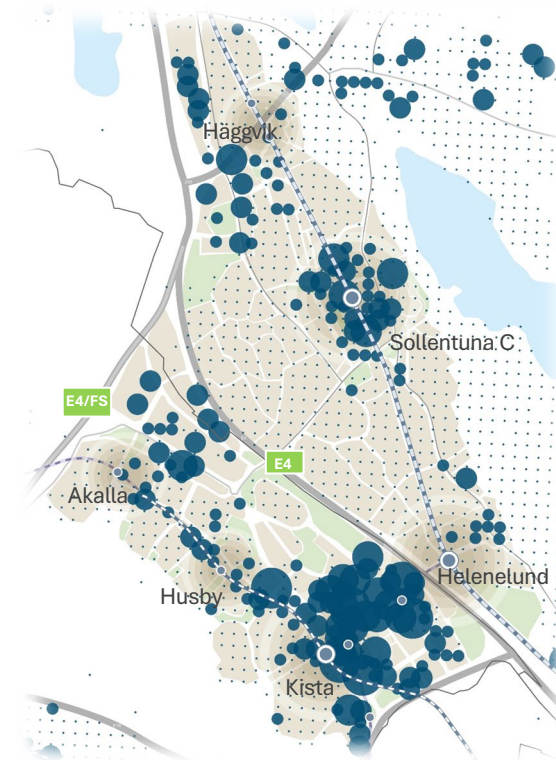 Häggvik
Sollentuna C
E4/FS
E4
Akalla
Helenelund
Husby
Kista